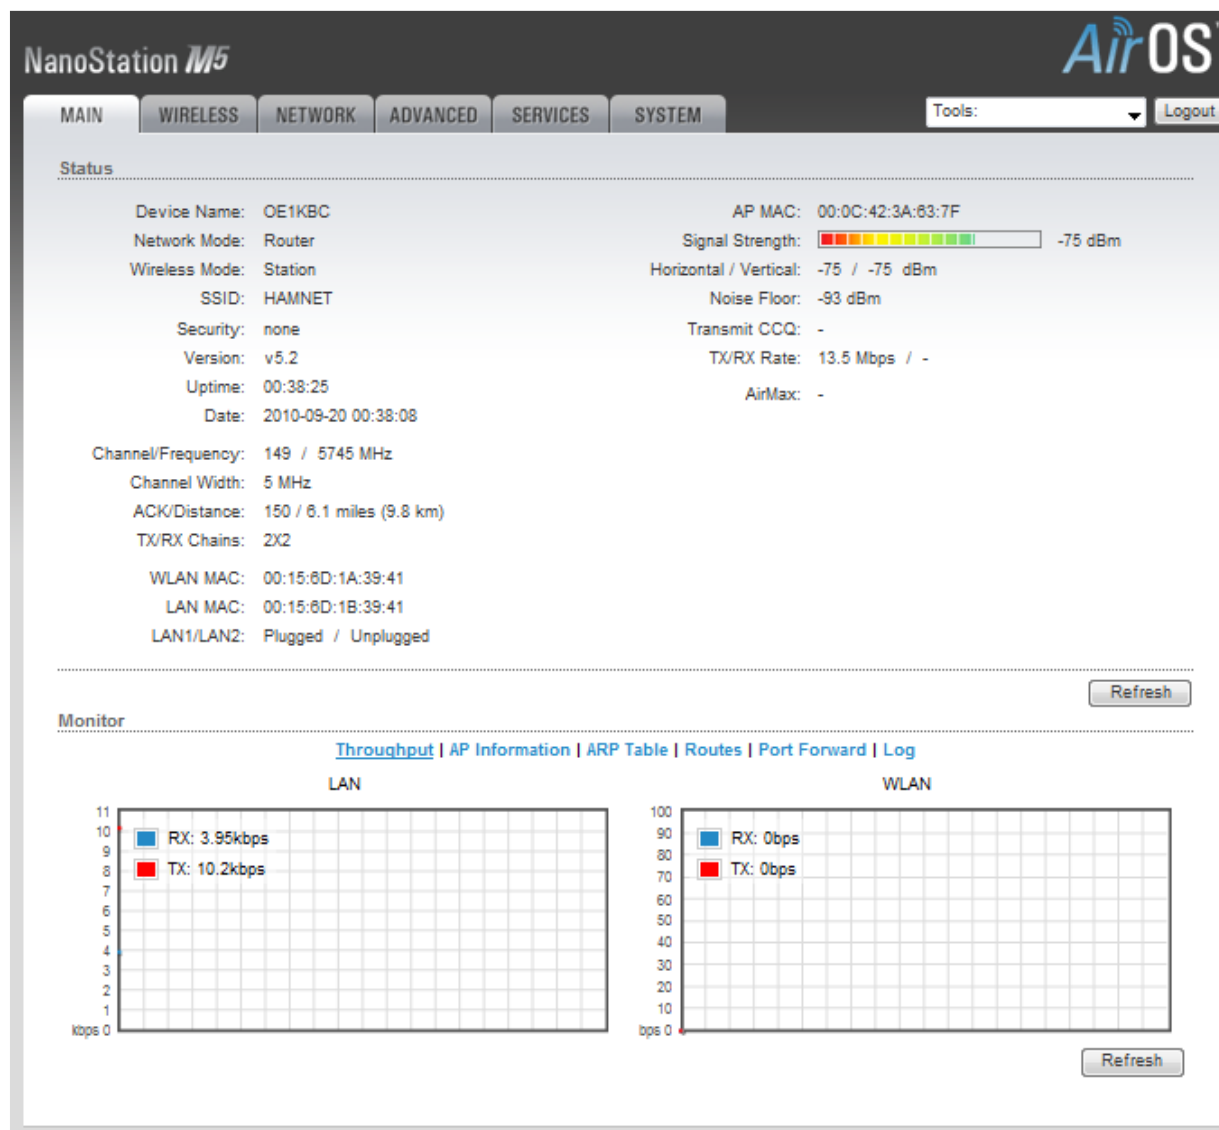 NanoStation M5
AirOS
MAIN WIRELESS NETWORK ADVANCED SERVICES SYSTEM Tools: Logout
Status
Device Name: OE1KBC
Network Mode: Router
Wireless Mode: Station
SSID: HAMNET
Security: none
Version: v5.2
Uptime: 00:38:25
Date: 2010-09-20 00:38:08
Channel/Frequency: 149 / 5745 MHz
Channel Width: 5 MHz
ACK/Distance: 150 / 6.1 miles (9.8 km)
TX/RX Chains: 2X2
WLAN MAC: 00:15:6D:1A:39:41
LAN MAC: 00:15:6D:1B:39:41
LAN1/LAN2: Plugged / Unplugged
AP MAC: 00:0C:42:3A:63:7F
Signal Strength: -75 dBm
Horizontal / Vertical: -75 / -75 dBm
Noise Floor: -93 dBm
Transmit CCQ: -
TX/RX Rate: 13.5 Mbps / -
AirMax: -
Refresh
Monitor
Throughput | AP Information | ARP Table | Routes | Port Forward | Log
LAN
11
10
9
8
7
6
5
4
3
2
1
kbps 0
RX: 3.95kbps
TX: 10.2kbps
WLAN
100
90
80
70
60
50
40
30
20
10
bps 0
RX: 0bps
TX: 0bps
Refresh